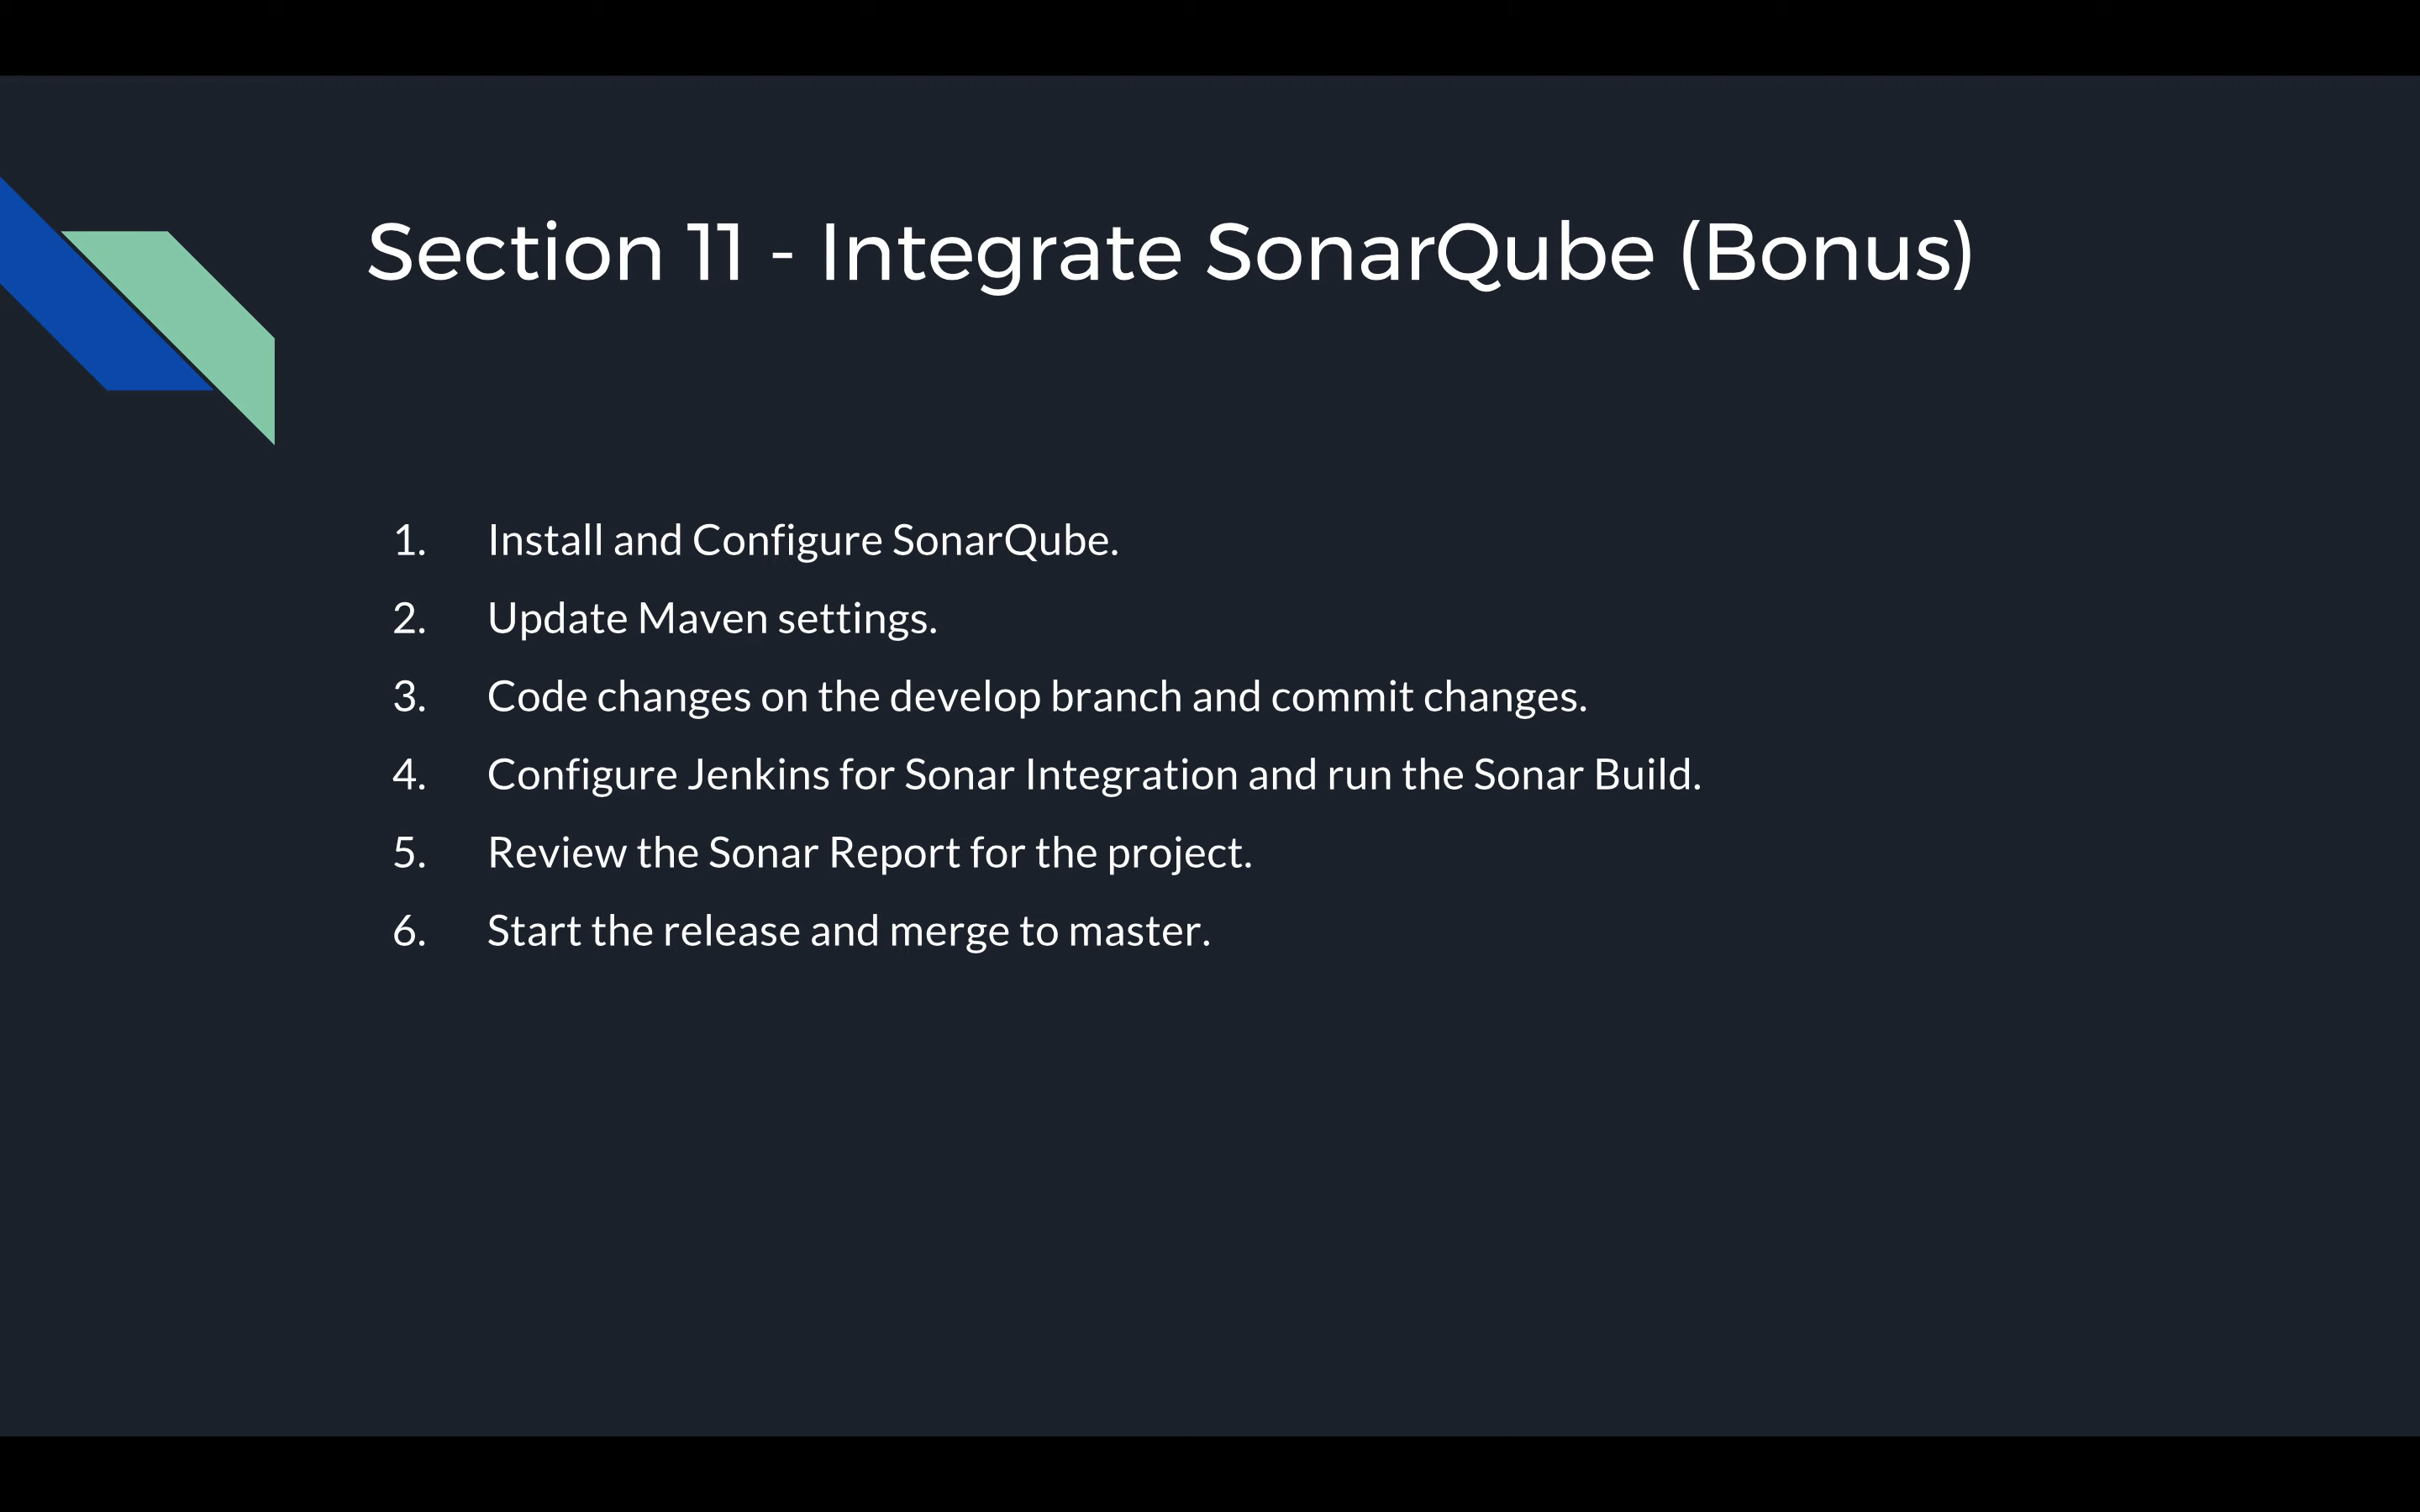 Section 11 - Integrate SonarQube (Bonus)
1. Install and Configure SonarQube.
2. Update Maven settings.
3. Code changes on the develop branch and commit changes.
4. Configure Jenkins for Sonar Integration and run the Sonar Build.
5. Review the Sonar Report for the project.
6. Start the release and merge to master.